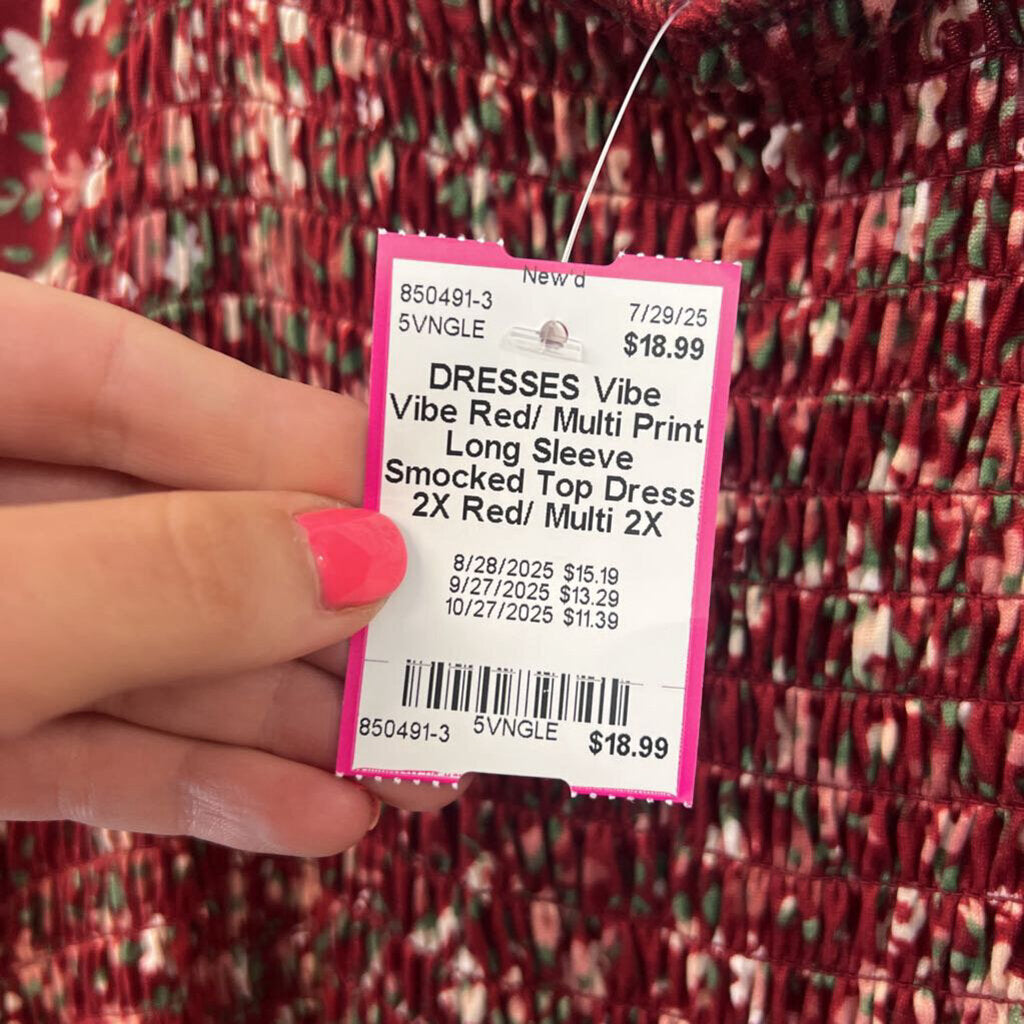 New'd
850491-3 7/29/25
5VNGLE $18.99
DRESSES Vibe
Vibe Red/ Multi Print
Long Sleeve
Smocked Top Dress
2X Red/ Multi 2X
8/28/2025 $15.19
9/27/2025 $13.29
10/27/2025 $11.39
850491-3 5VNGLE $18.99